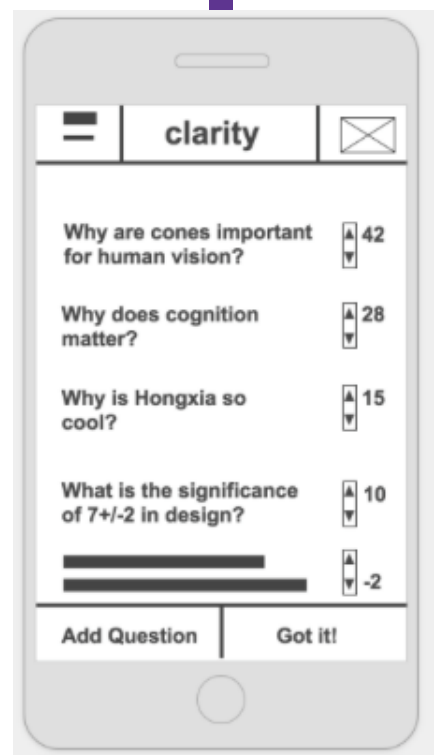 clarity
Why are cones important
for human vision?
42
Why does cognition
matter?
28
Why is Hongxia so
cool?
15
What is the significance
of 7+/-2 in design?
10
-2
Add Question
Got it!